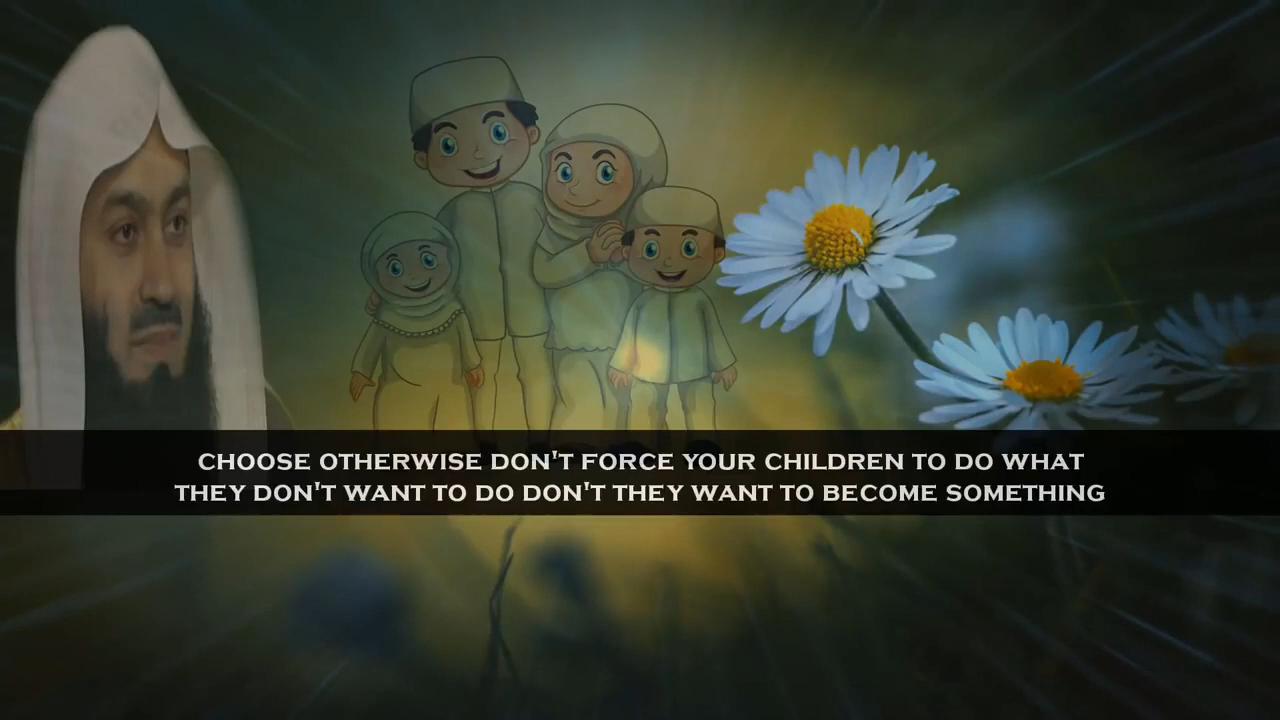 CHOOSE OTHERWISE DON'T FORCE YOUR CHILDREN TO DO WHAT
THEY DON'T WANT TO DO DON'T THEY WANT TO BECOME SOMETHING